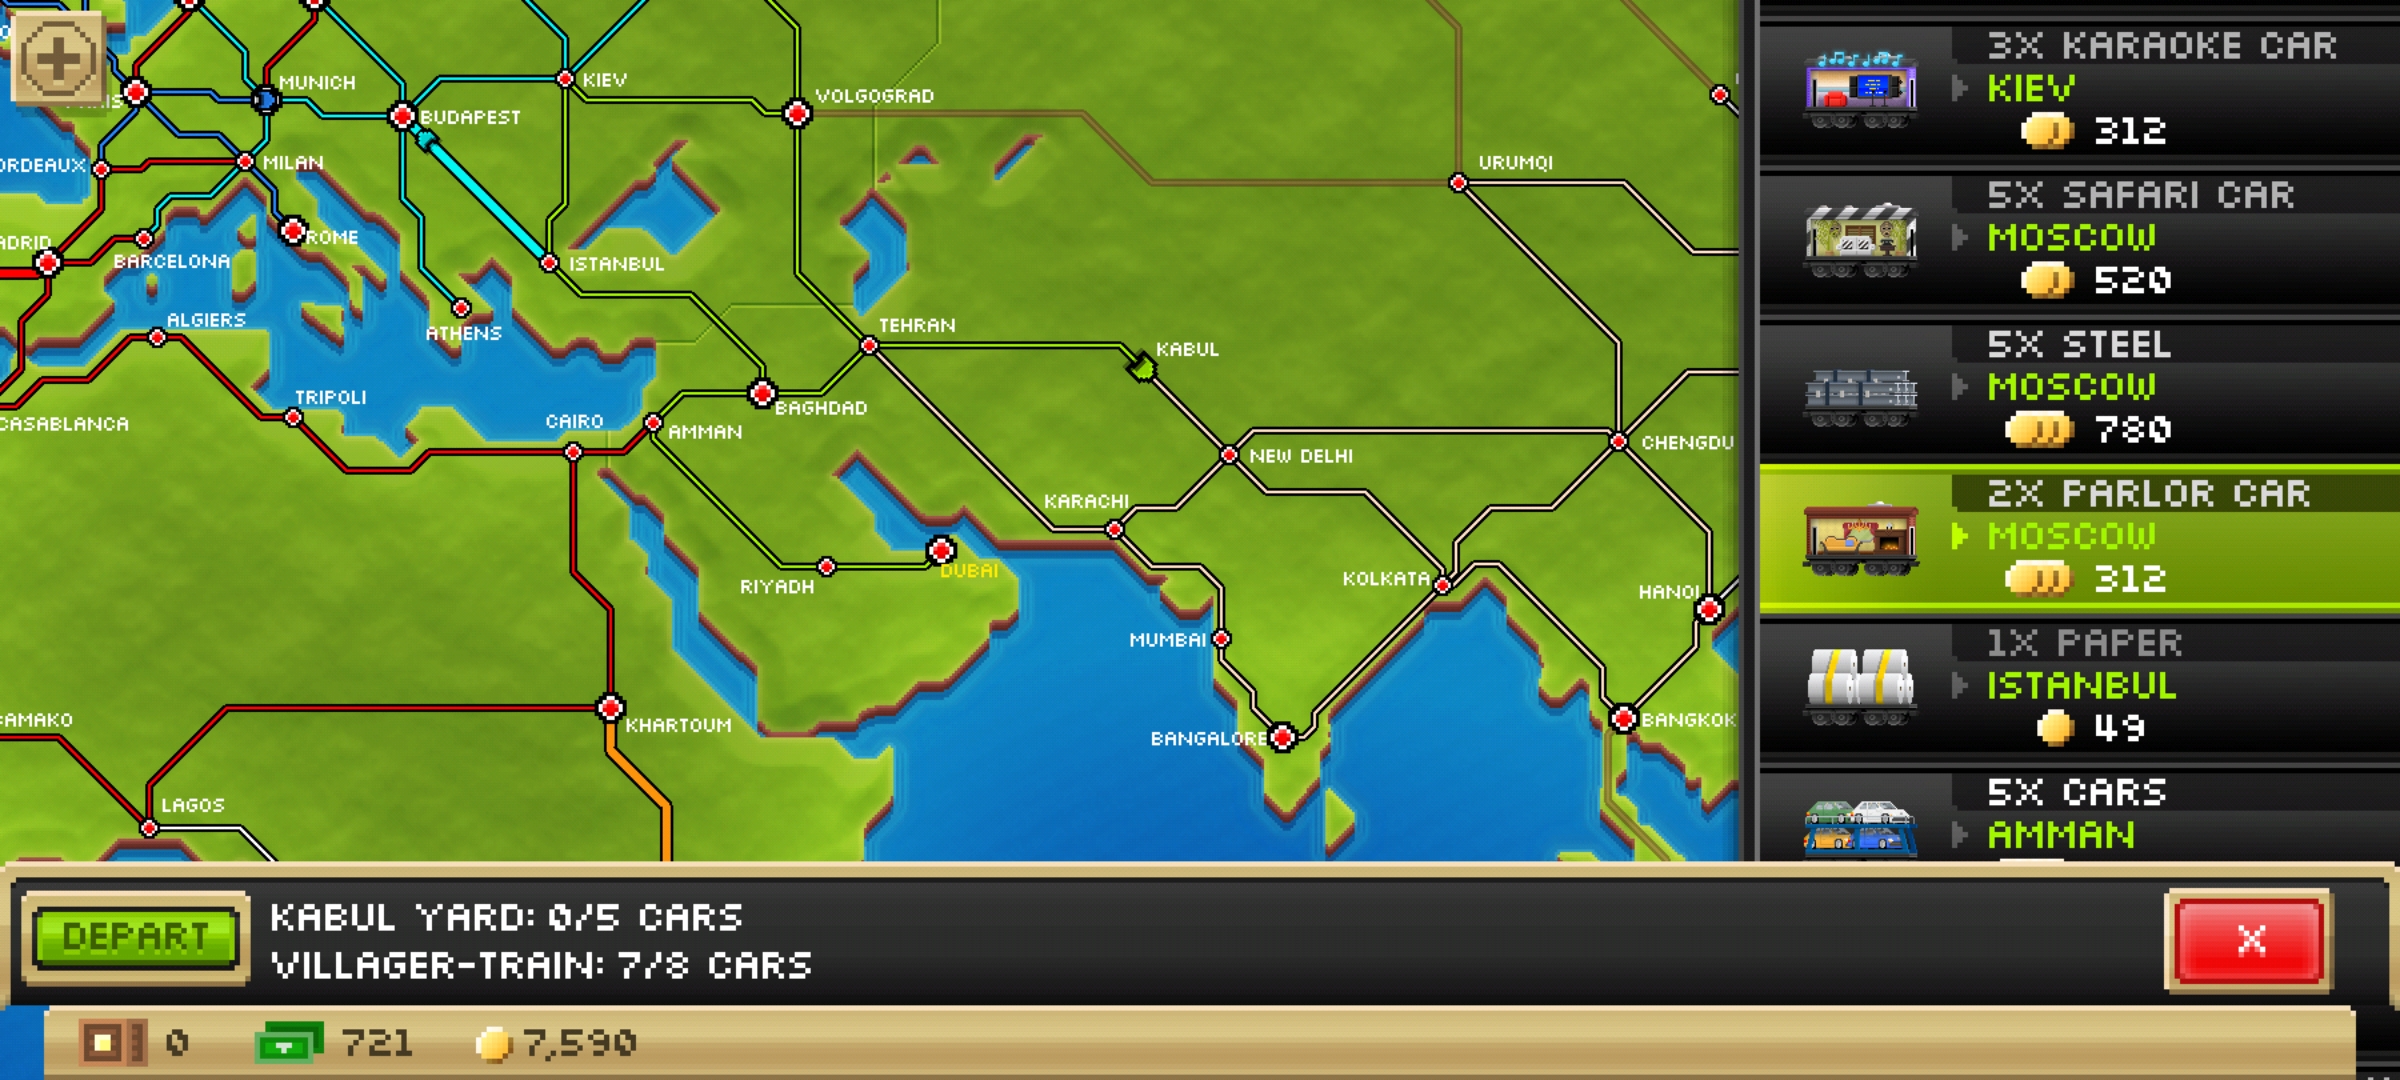 MUNICH
KIEV
VOLGOGRAD
BUDAPEST
MILAN
URUMQI
ROME
BARCELONA
ISTANBUL
ALGIERS
ATHENS
TEHRAN
KABUL
TRIPOLI
CAIRO
BAGHDAD
CASABLANCA
AMMAN
CHENGDU
NEW DELHI
KARACHI
DUBAI
RIYADH
KOLKATA
HANOI
MUMBAI
AMAKO
KHARTOUM
BANGALORE
BANGKOK
LAGOS
ORDEAUX
ADRID
3X KARAOKE CAR
KIEV
312
5X SAFARI CAR
MOSCOW
520
5X STEEL
MOSCOW
780
2X PARLOR CAR
MOSCOW
312
1X PAPER
ISTANBUL
49
5X CARS
AMMAN
DEPART
KABUL YARD: 0/5 CARS
VILLAGER-TRAIN: 7/8 CARS
X
0
721
7,590